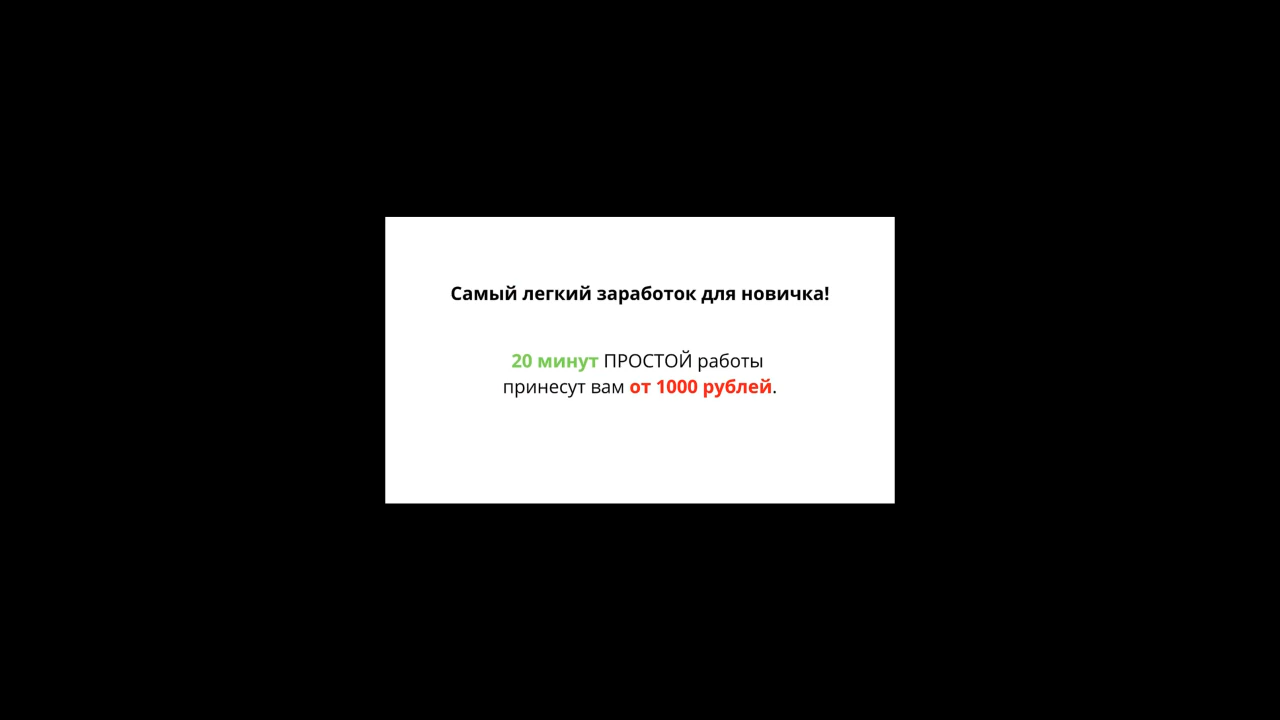 Самый легкий заработок для новичка!
20 минут ПРОСТОЙ работы
принесут вам от 1000 рублей.